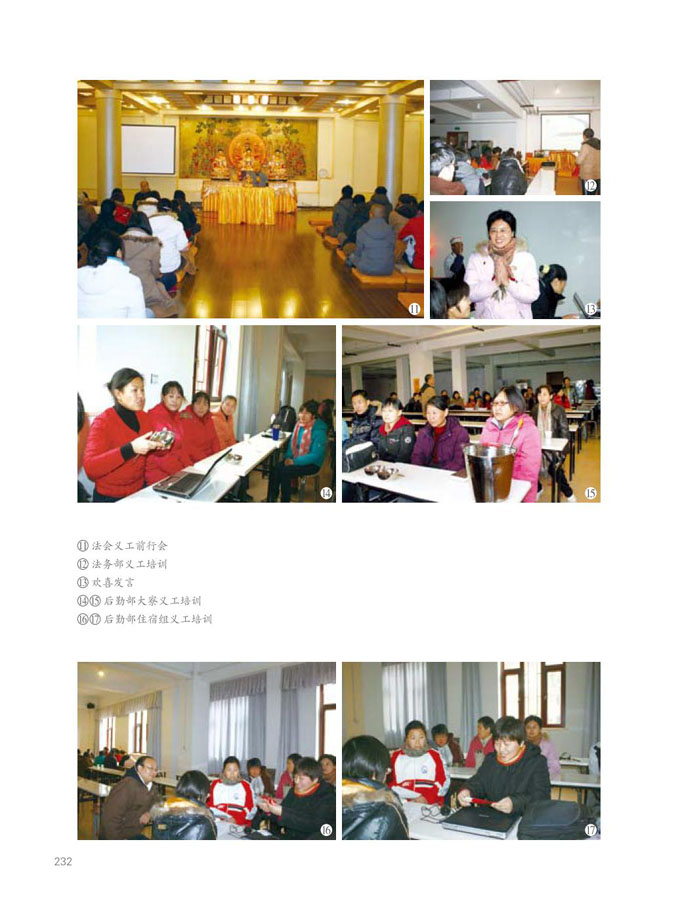 ⑪
⑫
⑬
⑭
⑮
⑪ 法会义工前行会
⑫ 法务部义工培训
⑬ 欢喜发言
⑭⑮ 后勤部大寮义工培训
⑯⑰ 后勤部住宿组义工培训
⑯
⑰
232